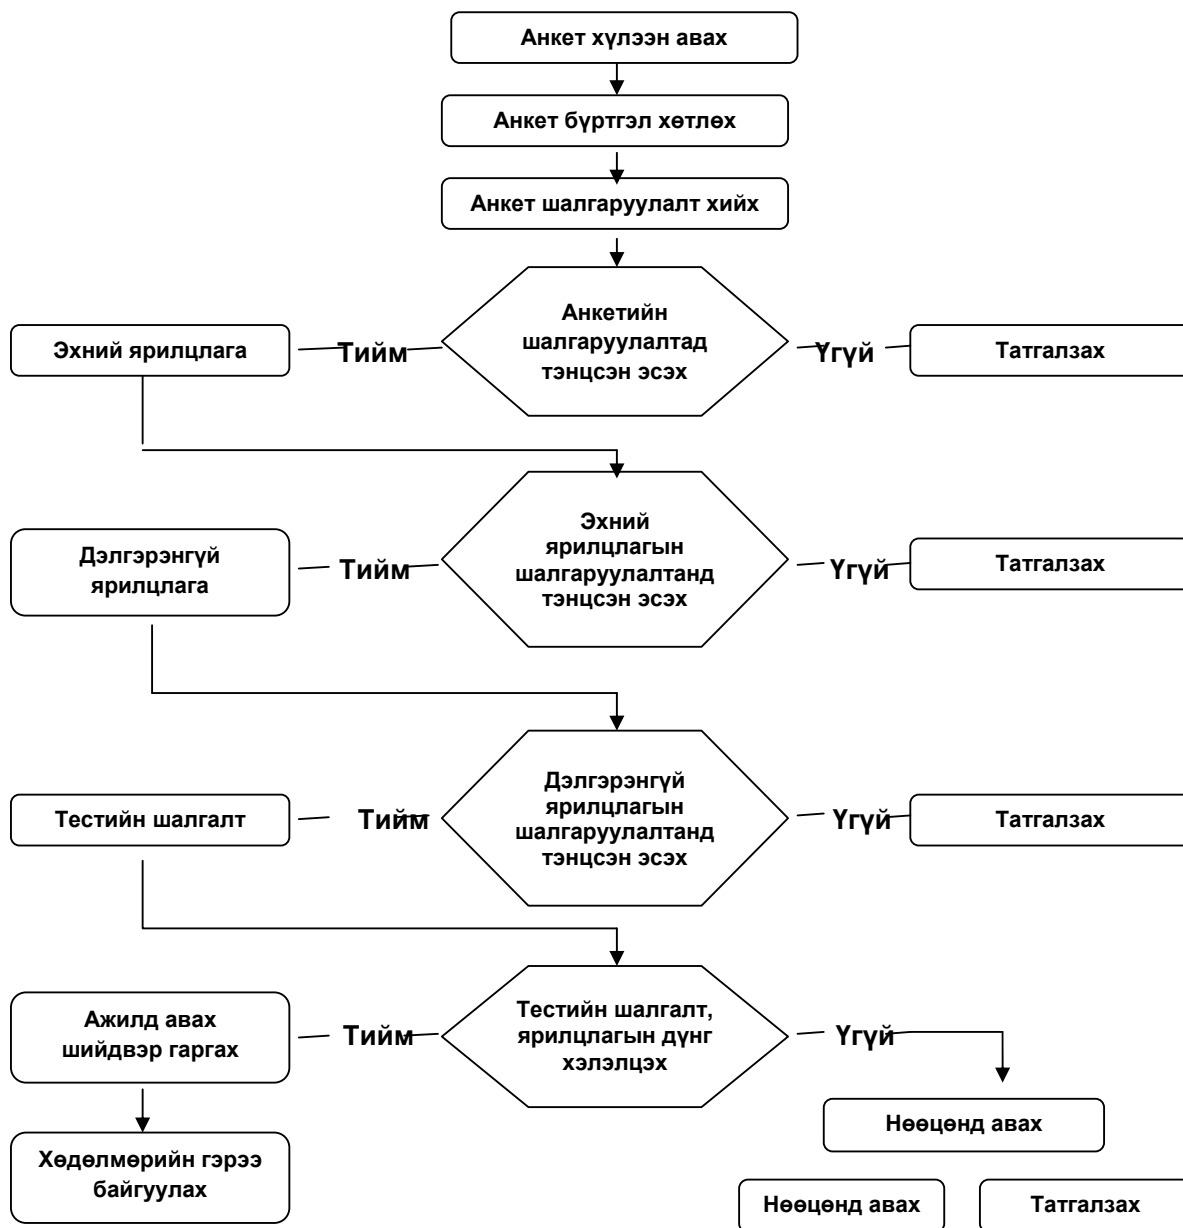 Анкет хүлээн авах
Анкет бүртгэл хөтлөх
Анкет шалгаруулалт хийх
Анкетийн
шалгаруулалтад
тэнцсэн эсэх
Эхний ярилцлага
Тийм
Үгүй
Татгалзах
Эхний
ярилцлагын
шалгаруулалтанд
тэнцсэн эсэх
Дэлгэрэнгүй
ярилцлага
Тийм
Үгүй
Татгалзах
Дэлгэрэнгүй
ярилцлагын
шалгаруулалтанд
тэнцсэн эсэх
Тестийн шалгалт
Тийм
Үгүй
Татгалзах
Тестийн шалгалт,
ярилцлагын дүнг
хэлэлцэх
Ажилд авах
шийдвэр гаргах
Тийм
Үгүй
Нөөцөнд авах
Хөдөлмөрийн гэрээ
байгуулах
Нөөцөнд авах
Татгалзах